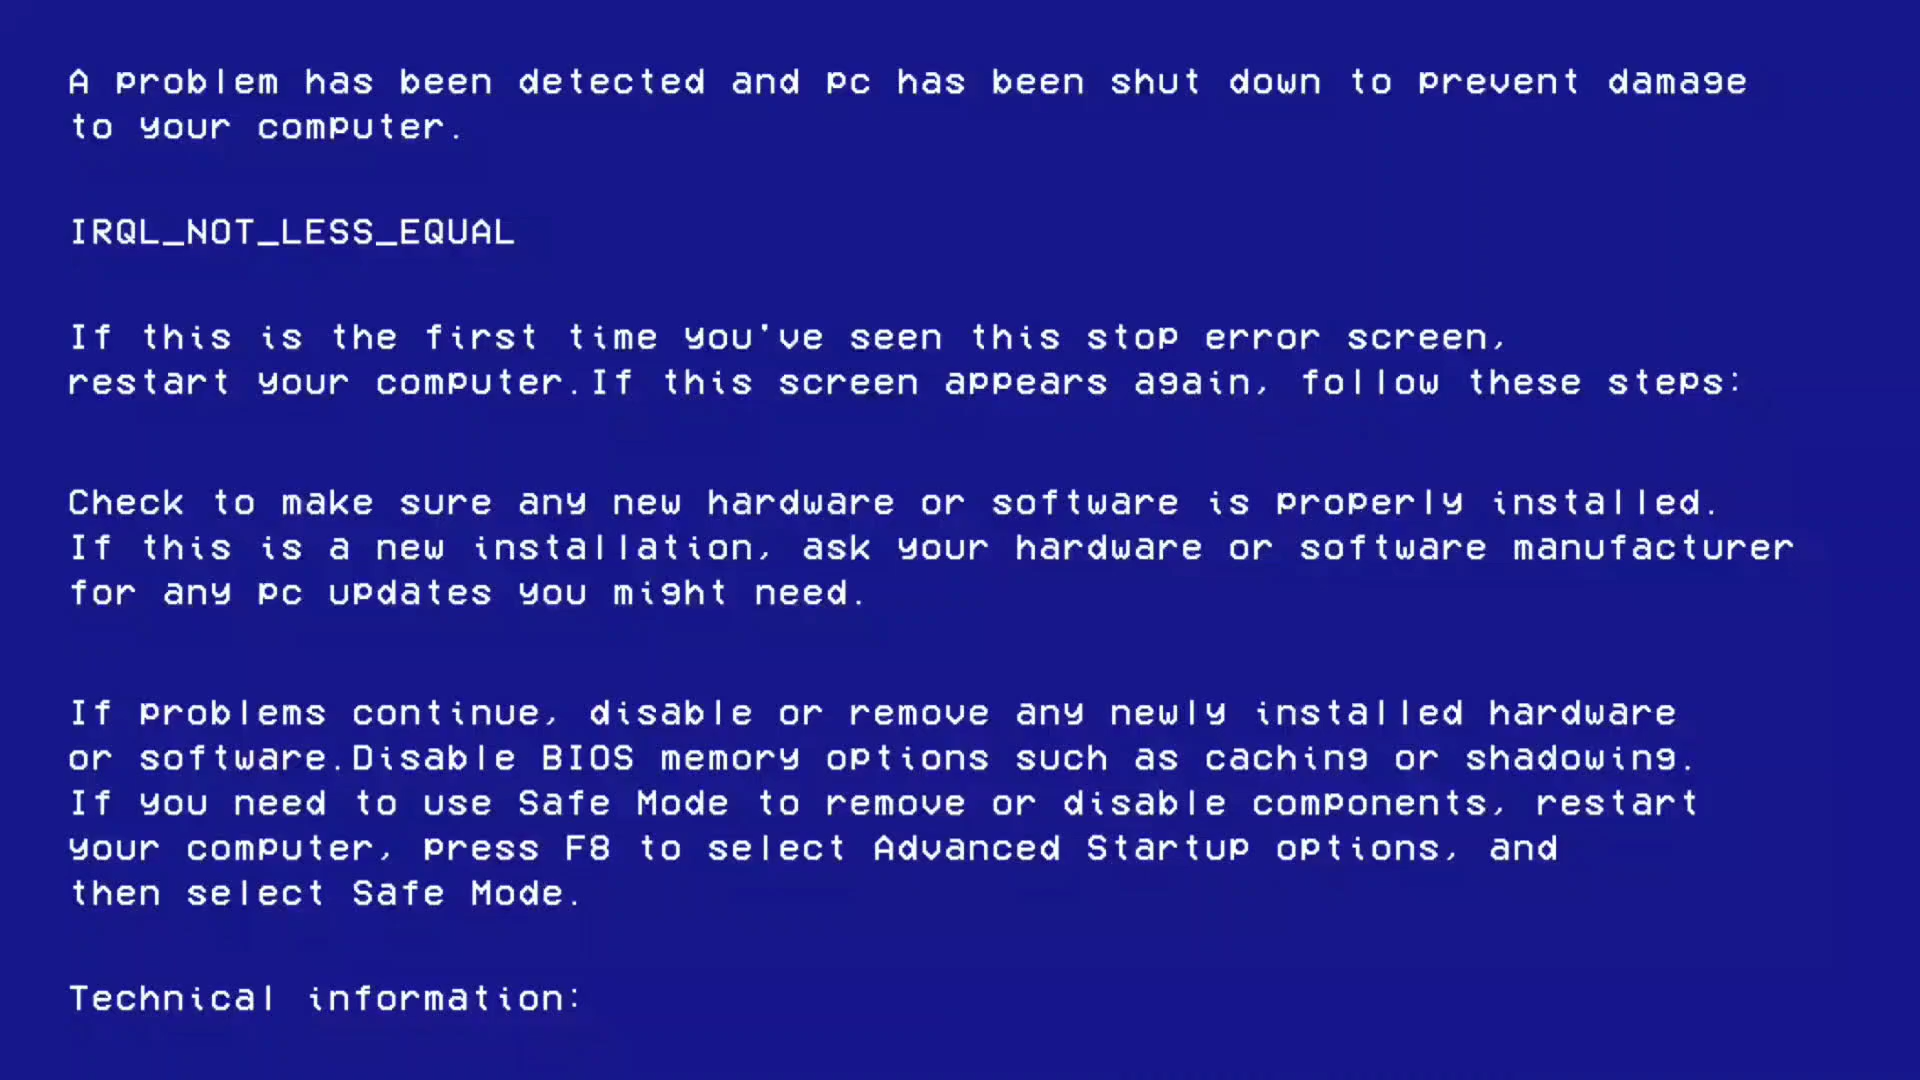 A problem has been detected and pc has been shut down to prevent damage
to your computer.
IRQL_NOT_LESS_EQUAL
If this is the first time you've seen this stop error screen,
restart your computer.If this screen appears again, follow these steps:
Check to make sure any new hardware or software is properly installed.
If this is a new installation, ask your hardware or software manufacturer
for any pc updates you might need.
If problems continue, disable or remove any newly installed hardware
or software.Disable BIOS memory options such as caching or shadowing.
If you need to use Safe Mode to remove or disable components, restart
your computer, press F8 to select Advanced Startup options, and
then select Safe Mode.
Technical information: